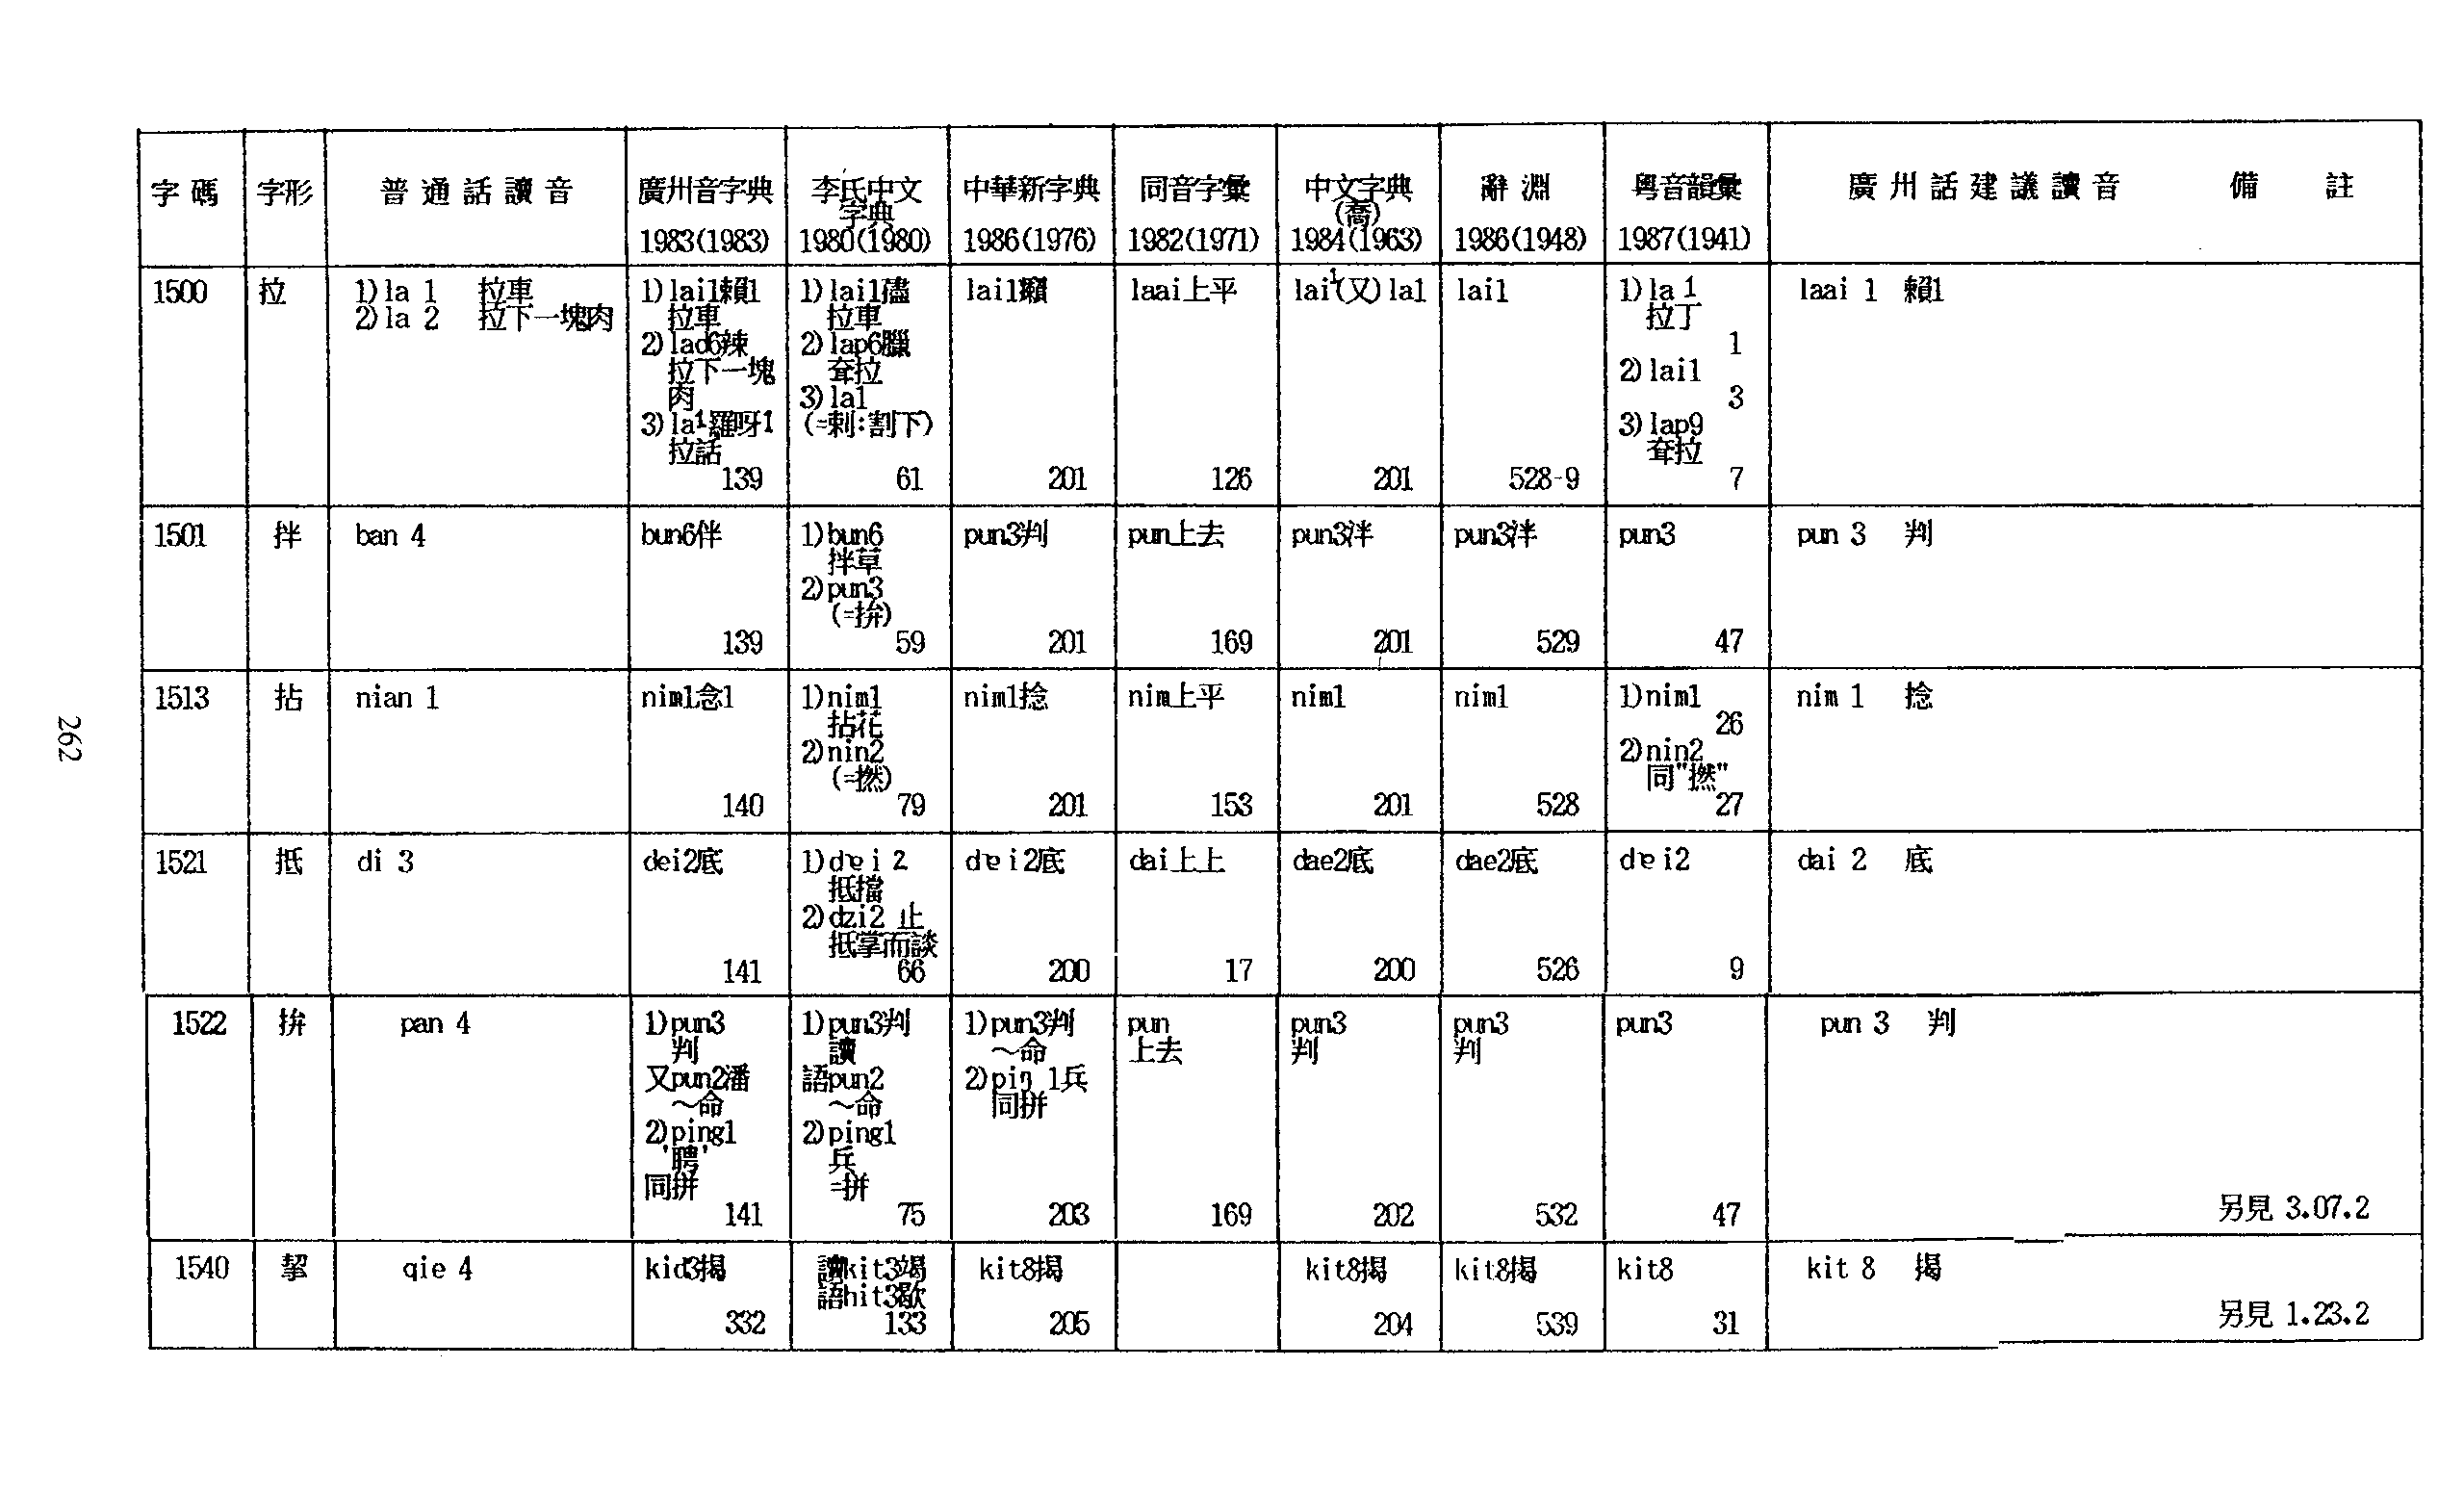 字碼 字形 普通話讀音 廣州音字典 1983(1983) 李氏中文字典 1980(1980) 中華新字典 1986(1976) 同音字彙 1982(1971) 中文字典(喬) 1984(1963) 辭淵 1986(1948) 粵音韻彙 1987(1941) 廣州話建議讀音 備註
1500 拉
1)la 1 拉車
2)la 2 拉下一塊肉
1)lai1賴1
拉車
2)lad6辣
拉下一塊
肉
3)la1羅呀1
拉話
139
1)lai1
拉車
2)lap6臘
耷拉
3)la1
(=剌:割下)
61
lai1
201
laai上平
126
lai1(又)la1
201
lai1
528-9
1)la 1
拉丁
1
2)lai1
3
3)lap9
耷拉
7
laai 1 賴1
1501 拌
ban 4
bun6伴
139
1)bun6
拌草
2)pun3
(=拚)
59
pun3判
201
pun上去
169
pun3泮
201
pun3泮
529
pun3
47
pun 3 判
1513 拈
nian 1
nim1念1
140
1)nim1
拈花
2)nin2
(=撚)
79
nim1捻
201
nim上平
153
nim1
201
nim1
528
1)nim1
26
2)nin2
同"撚"
27
nim 1 捻
1521 抵
di 3
dei2底
141
1)dɐi 2
抵擋
2)dzi2 止
抵掌而談
66
dɐi2底
200
dai上上
17
dae2底
200
dae2底
526
dɐi2
9
dai 2 底
1522 拚
pan 4
1)pun3
判
又pun2潘
～命
2)ping1
'聘'
同拼
141
1)pun3判
讀
語pun2
～命
2)ping1
兵
=拼
75
1)pun3判
～命
2)piŋ 1兵
同拼
203
pun
上去
169
pun3
判
202
pun3
判
532
pun3
47
pun 3 判
另見 3.07.2
1540 挈
qie 4
kid3揭
332
讀kit3竭
語hit3歇
133
kit8揭
205
kit8揭
204
kit8揭
539
kit8
31
kit 8 揭
另見 1.23.2
262